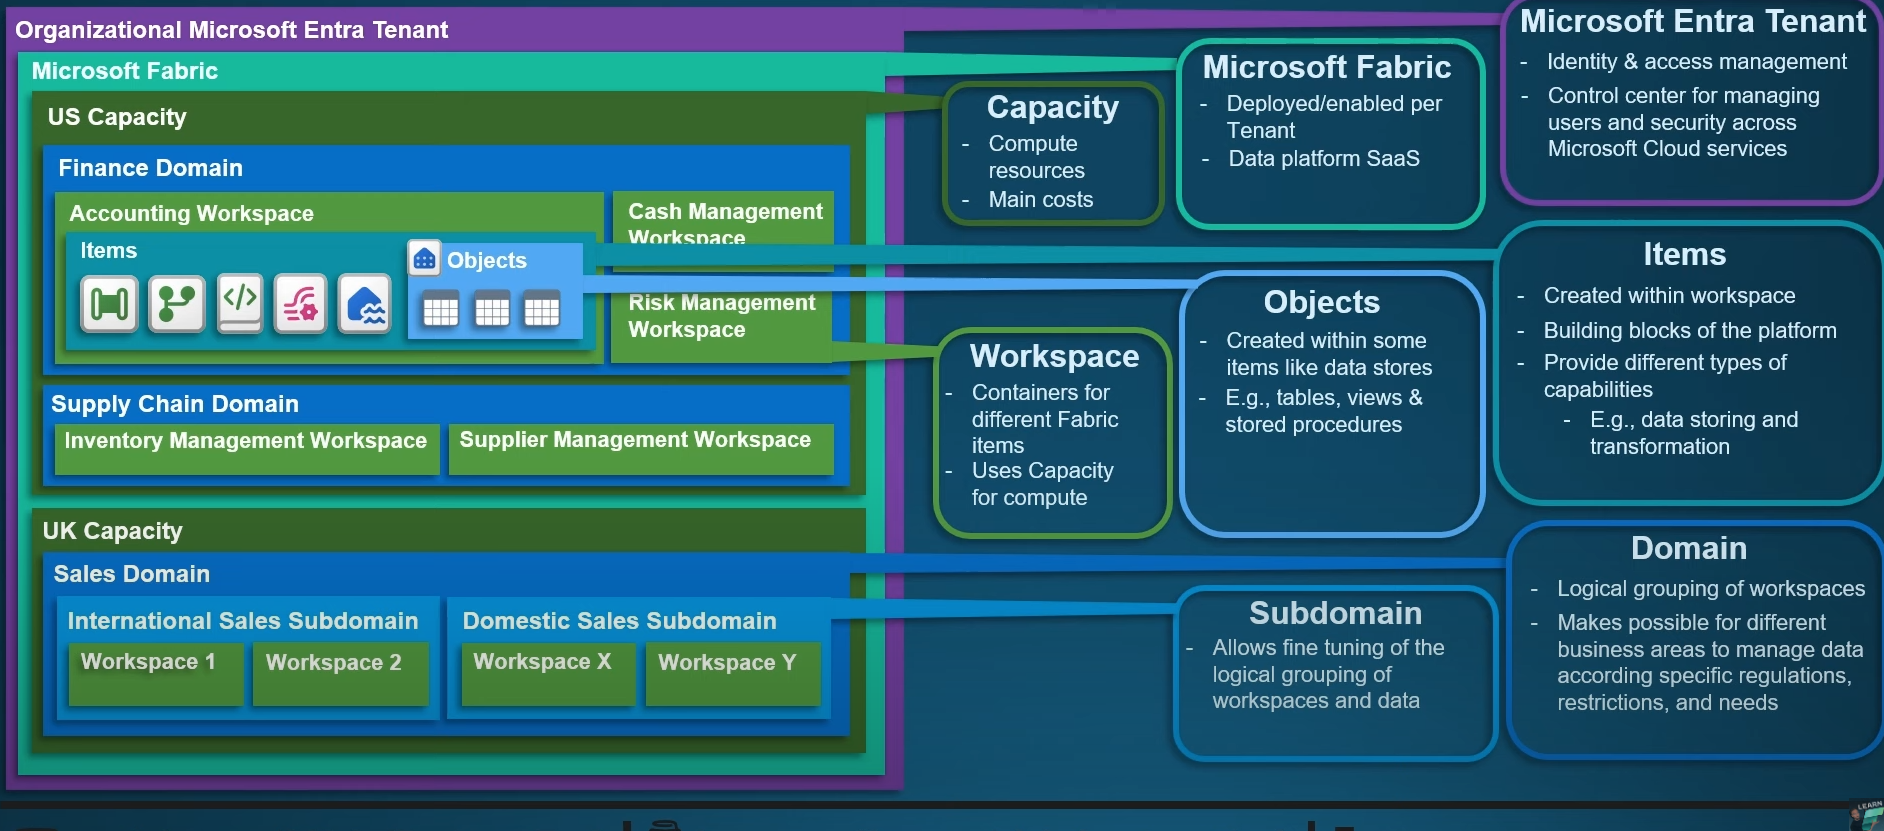 Organizational Microsoft Entra Tenant
Microsoft Fabric
US Capacity
Finance Domain
Accounting Workspace
Items
</>
Objects
Cash Management
Workspace
Risk Management
Workspace
Supply Chain Domain
Inventory Management Workspace
Supplier Management Workspace
UK Capacity
Sales Domain
International Sales Subdomain
Workspace 1
Workspace 2
Domestic Sales Subdomain
Workspace X
Workspace Y
Capacity
- Compute
resources
- Main costs
Microsoft Fabric
- Deployed/enabled per
Tenant
- Data platform SaaS
Microsoft Entra Tenant
- Identity & access management
- Control center for managing
users and security across
Microsoft Cloud services
Workspace
- Containers for
different Fabric
items
- Uses Capacity
for compute
Objects
- Created within some
items like data stores
- E.g., tables, views &
stored procedures
Items
- Created within workspace
- Building blocks of the platform
- Provide different types of
capabilities
- E.g., data storing and
transformation
Subdomain
- Allows fine tuning of the
logical grouping of
workspaces and data
Domain
- Logical grouping of workspaces
- Makes possible for different
business areas to manage data
according specific regulations,
restrictions, and needs
LEARN